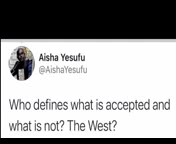 Aisha Yesufu
@AishaYesufu
Who defines what is accepted and
what is not? The West?